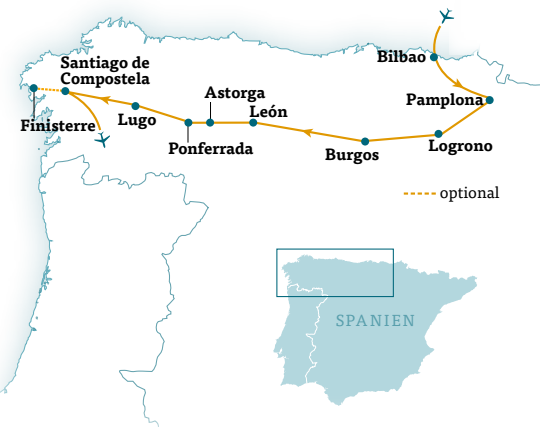 Bilbao
Santiago de
Compostela
Astorga
Pamplona
León
Finisterre
Lugo
Ponferrada
Burgos
Logrono
optional
SPANIEN